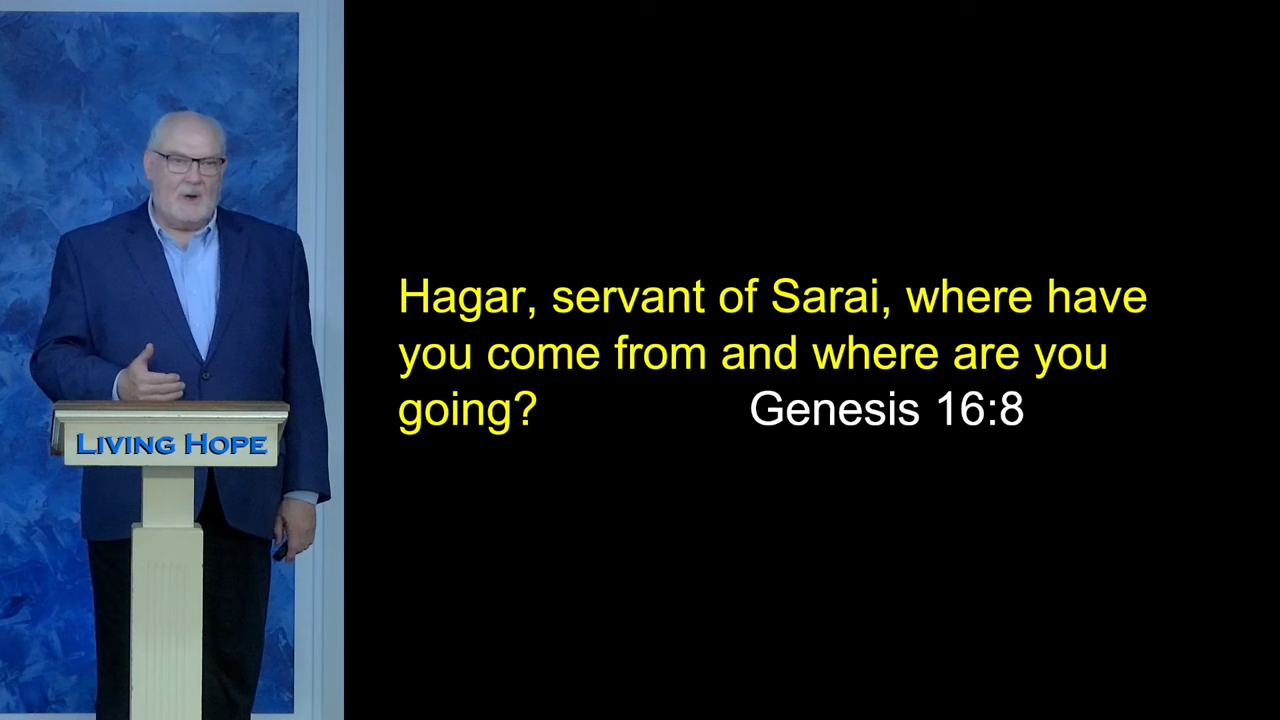 LIVING HOPE
Hagar, servant of Sarai, where have
you come from and where are you
going? Genesis 16:8